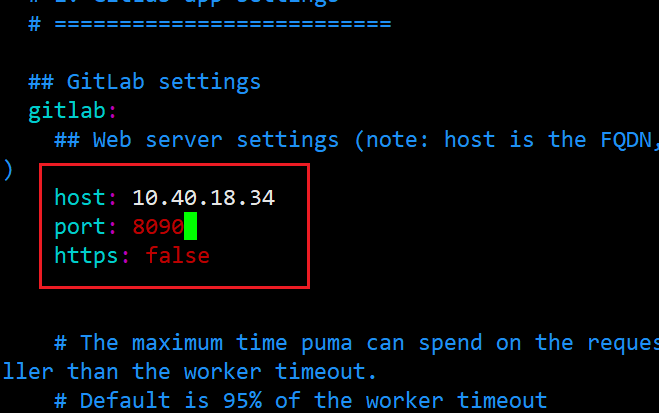 # ============================
## GitLab settings
gitlab:
## Web server settings (note: host is the FQDN,
)
host: 10.40.18.34
port: 8090
https: false
# The maximum time puma can spend on the reques
ller than the worker timeout.
# Default is 95% of the worker timeout